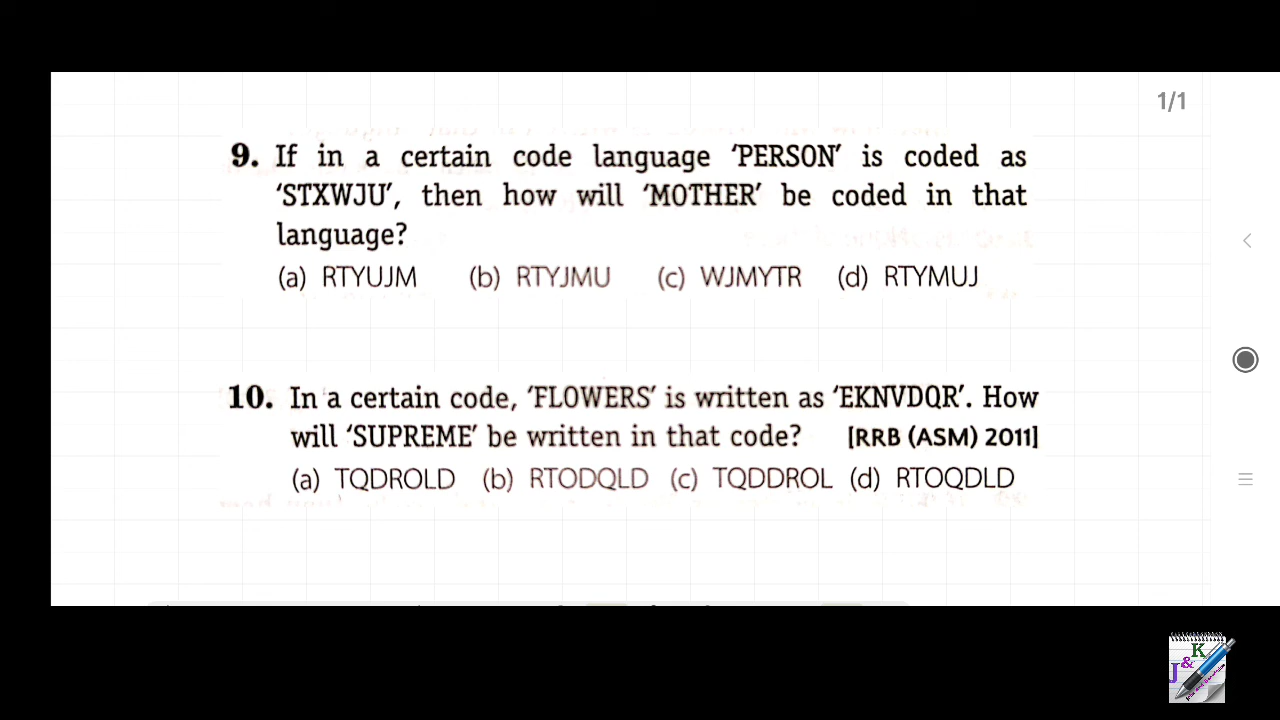 1/1
9. If in a certain code language ‘PERSON’ is coded as
‘STXWJU’, then how will ‘MOTHER’ be coded in that
language?
(a) RTYUJM (b) RTYJMU (c) WJMYTR (d) RTYMUJ
10. In a certain code, ‘FLOWERS’ is written as ‘EKNVDQR’. How
will ‘SUPREME’ be written in that code? [RRB (ASM) 2011]
(a) TQDROLD (b) RTODQLD (c) TQDDROL (d) RTOQDLD
J&K